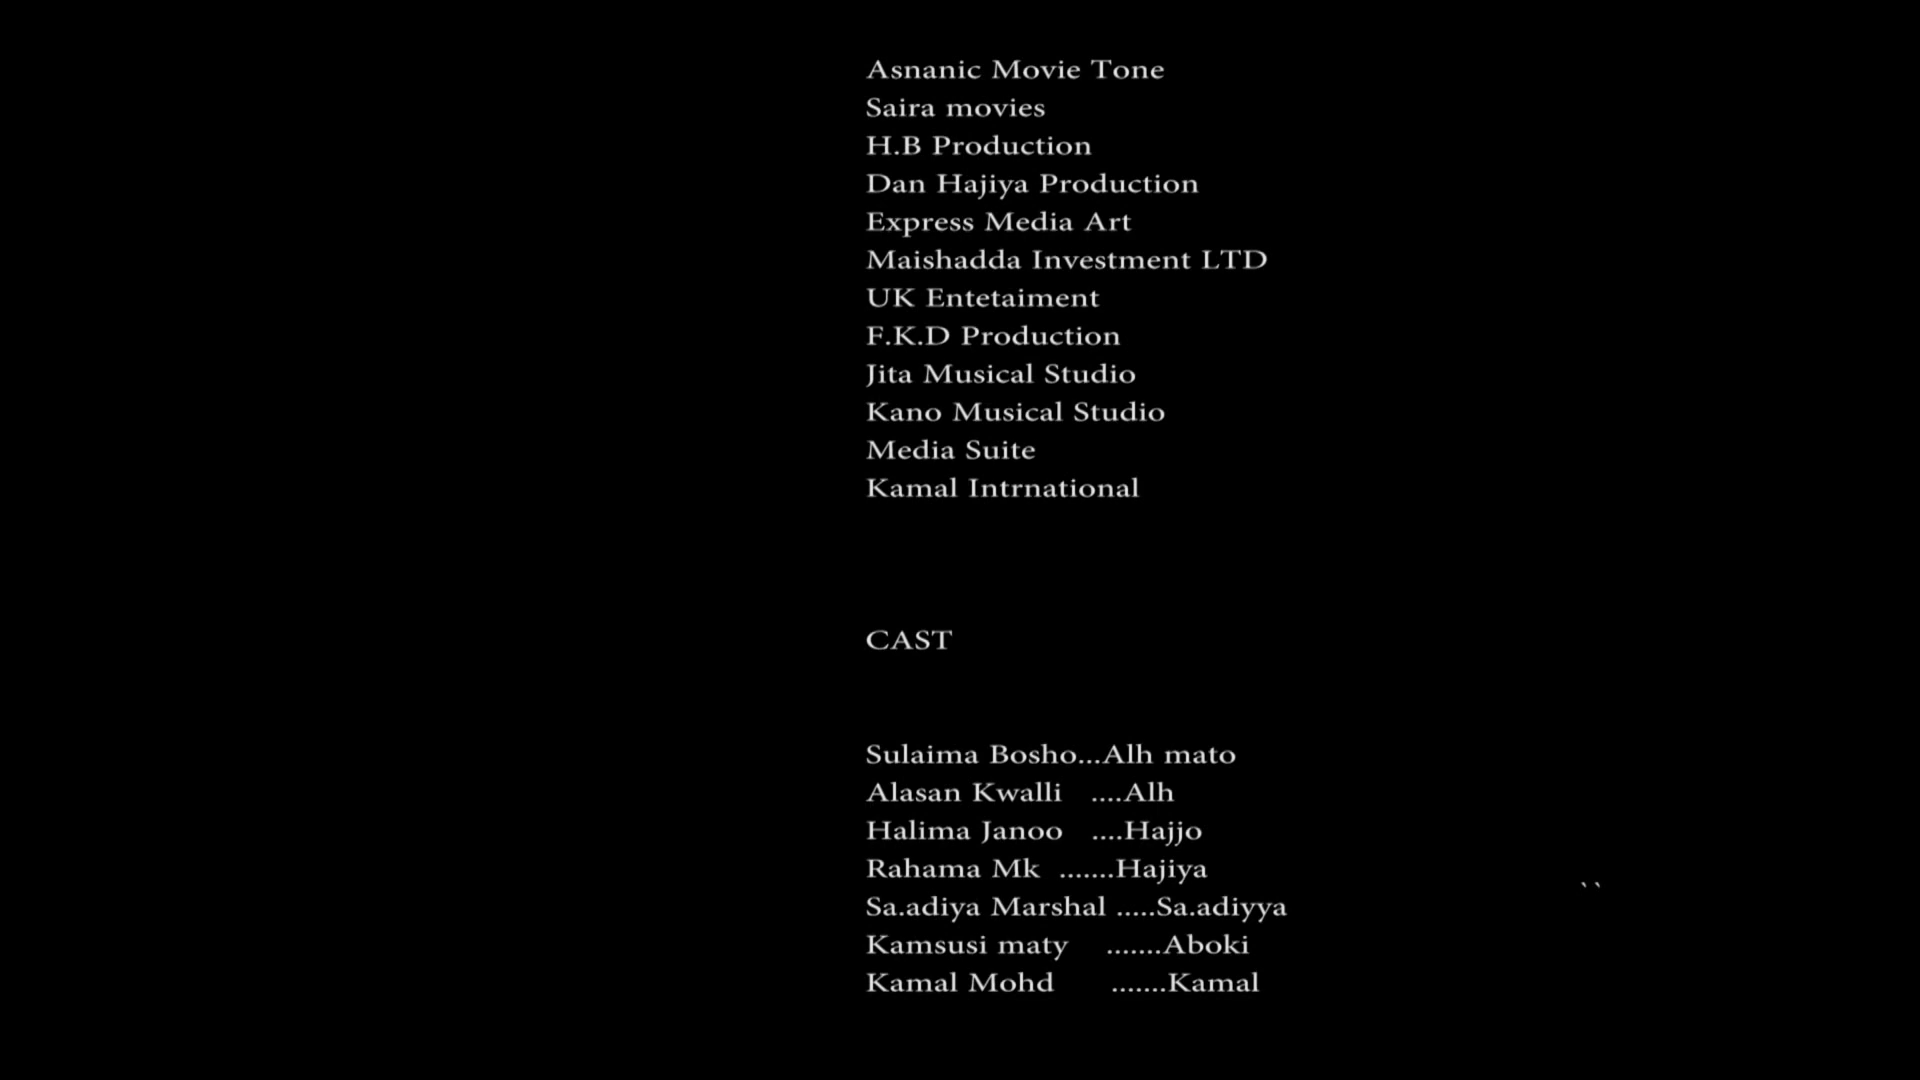 Asnanic Movie Tone
Saira movies
H.B Production
Dan Hajiya Production
Express Media Art
Maishadda Investment LTD
UK Entetaiment
F.K.D Production
Jita Musical Studio
Kano Musical Studio
Media Suite
Kamal Intrnational
CAST
Sulaima Bosho...Alh mato
Alasan Kwalli ....Alh
Halima Janoo ....Hajjo
Rahama Mk .......Hajiya
Sa.adiya Marshal .....Sa.adiyya
Kamsusi maty .......Aboki
Kamal Mohd .......Kamal
``